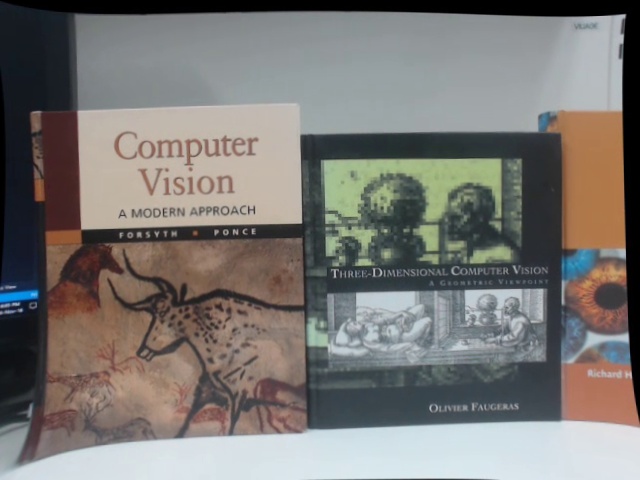 Computer
Vision
A MODERN APPROACH
FORSYTH PONCE
THREE-DIMENSIONAL COMPUTER VISION
A GEOMETRIC VIEWPOINT
OLIVIER FAUGERAS
Richard H